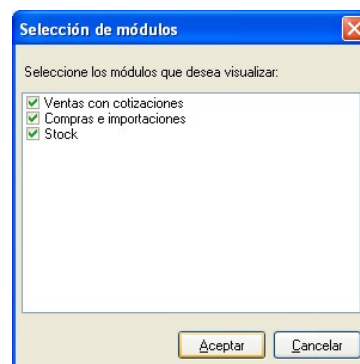 Selección de módulos
Seleccione los módulos que desea visualizar:
Ventas con cotizaciones
Compras e importaciones
Stock
Aceptar
Cancelar